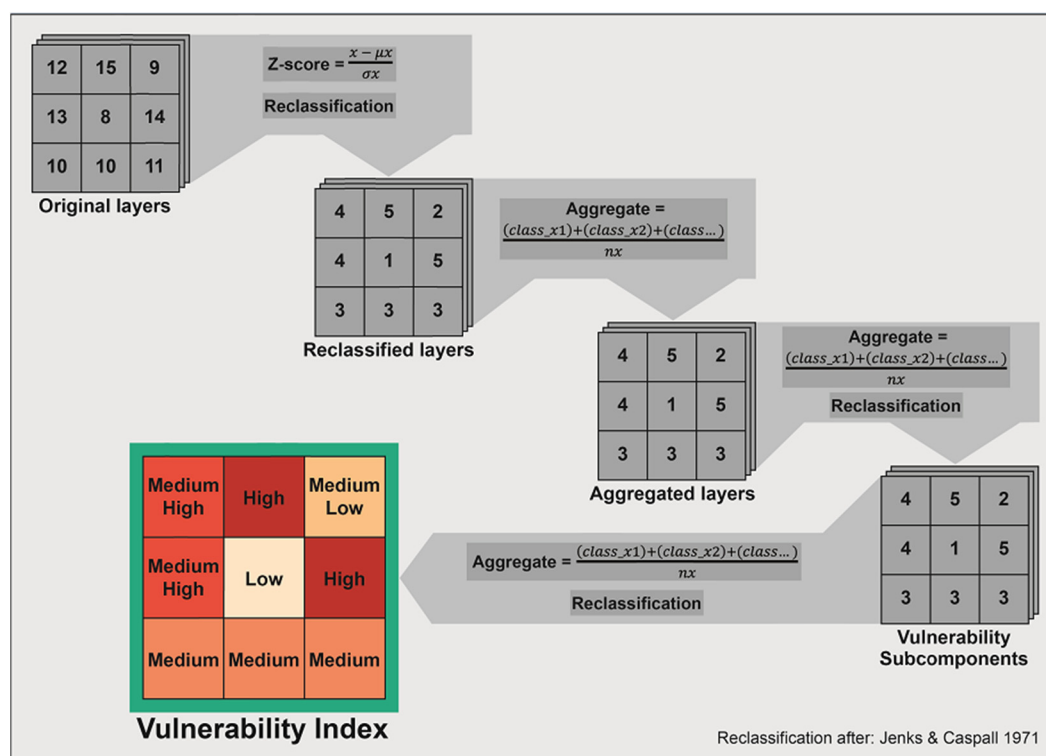 12 15 9
13 8 14
10 10 11
Original layers
Z-score = x − μx / σx
Reclassification
4 5 2
4 1 5
3 3 3
Reclassified layers
Aggregate =
(class_x1)+(class_x2)+(class…)
nx
4 5 2
4 1 5
3 3 3
Aggregated layers
Aggregate =
(class_x1)+(class_x2)+(class…)
nx
Reclassification
4 5 2
4 1 5
3 3 3
Vulnerability
Subcomponents
Aggregate = (class_x1)+(class_x2)+(class…)
nx
Reclassification
Medium
High
High
Medium
Low
Medium
High
Low
High
Medium Medium Medium
Vulnerability Index
Reclassification after: Jenks & Caspall 1971